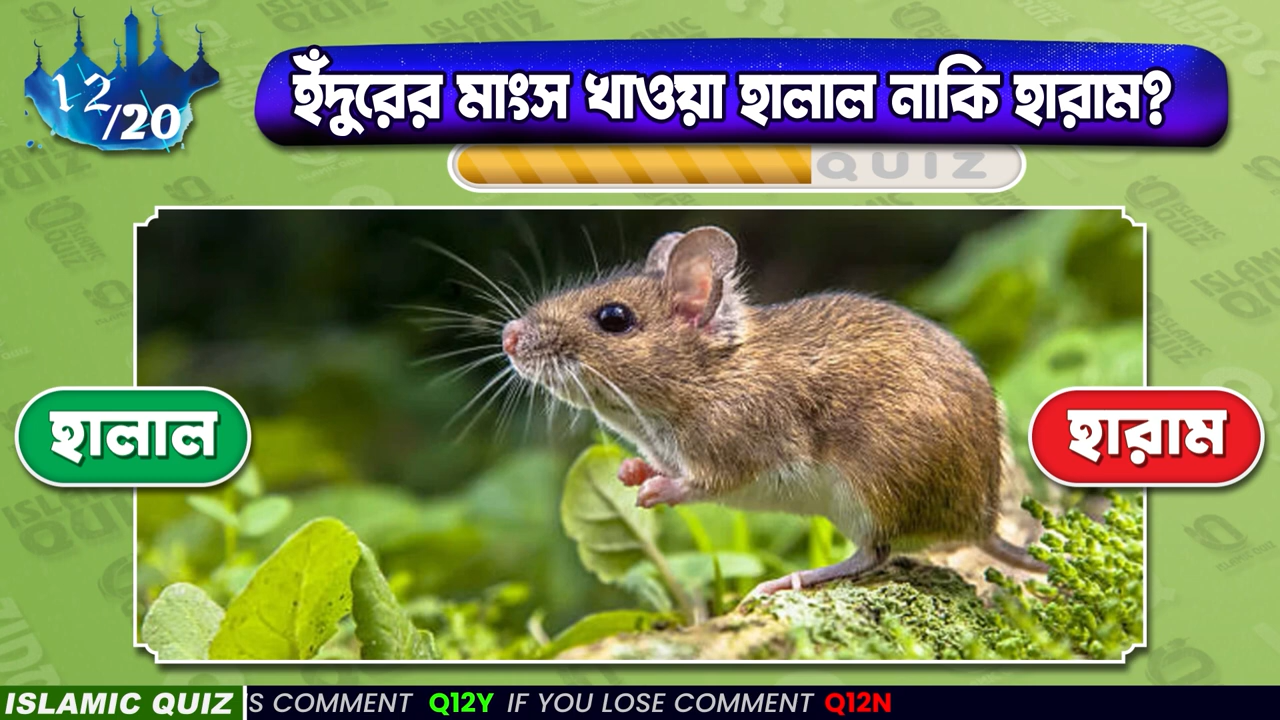 12/20
ইঁদুরের মাংস খাওয়া হালাল নাকি হারাম?
QUIZ
হালাল
হারাম
ISLAMIC QUIZ
S COMMENT Q12Y IF YOU LOSE COMMENT Q12N